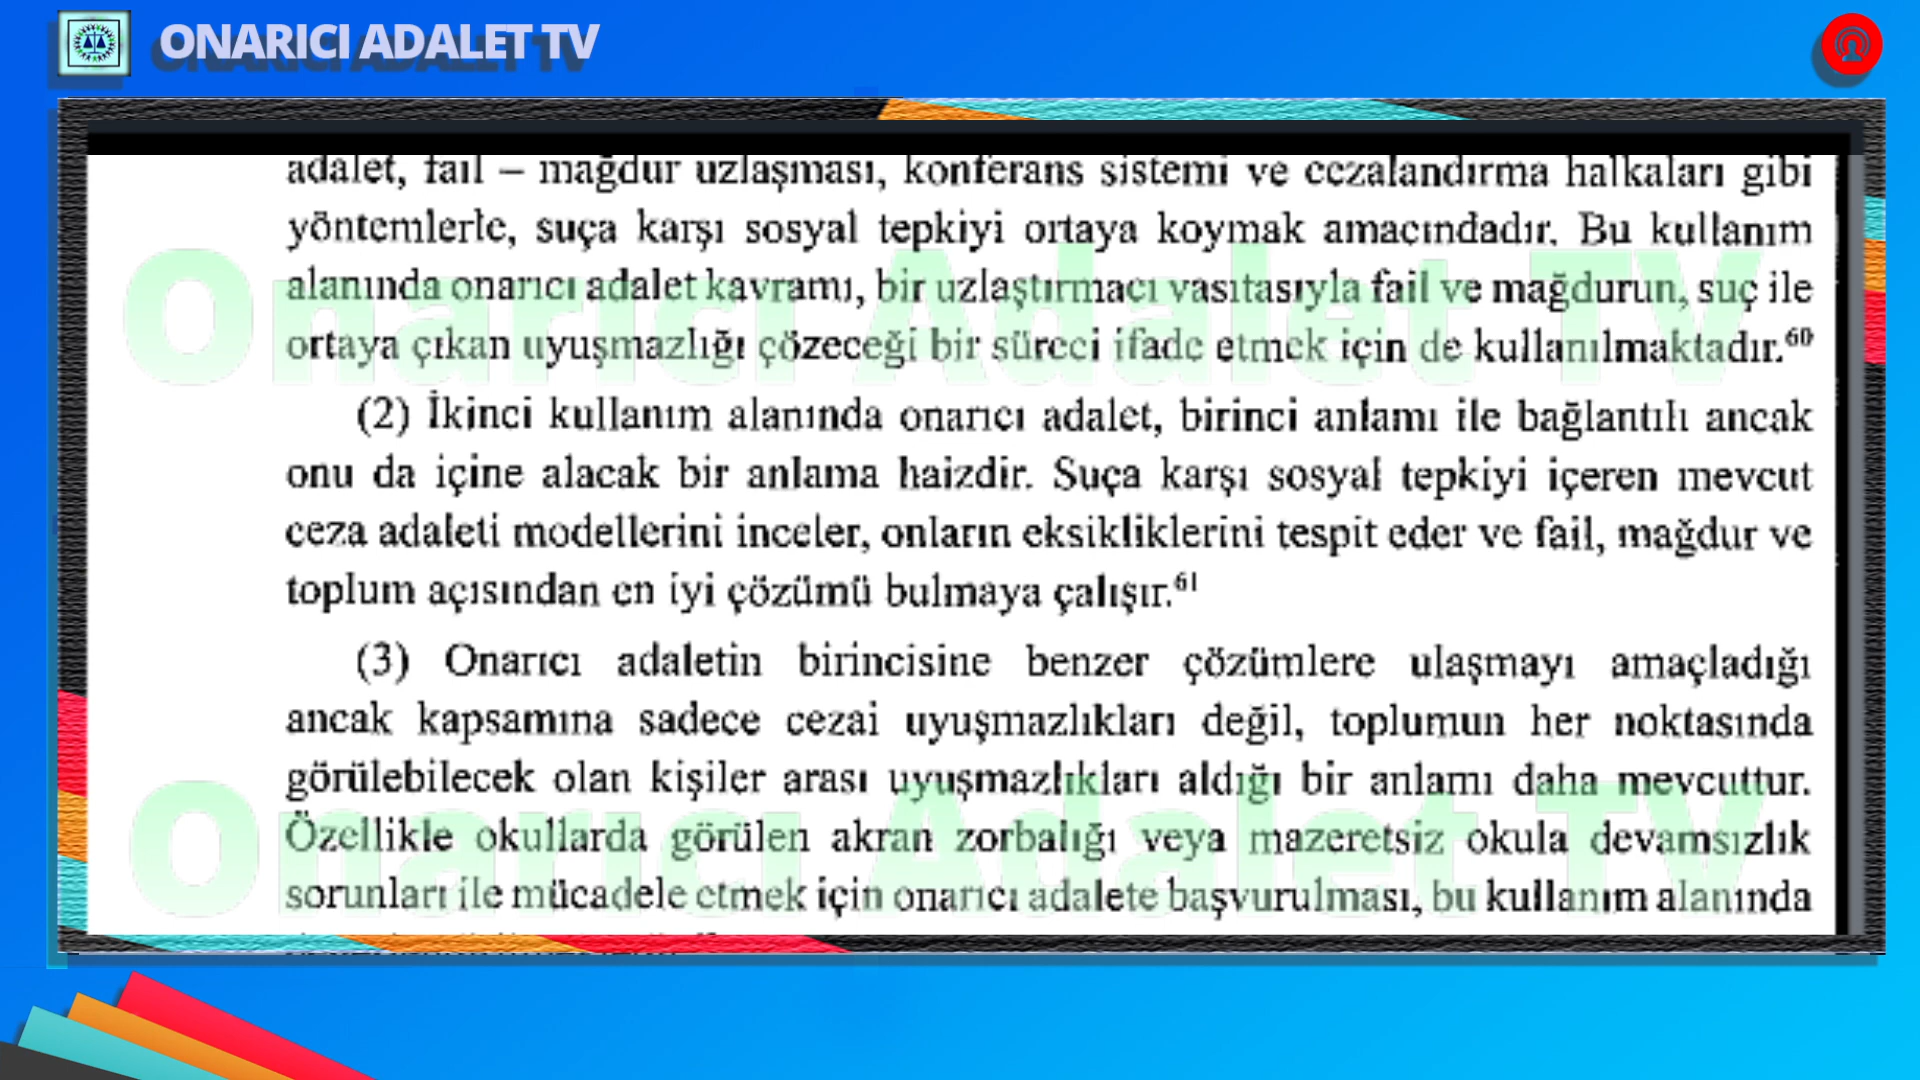 ONARICI ADALET TV
adalet, fail – mağdur uzlaşması, konferans sistemi ve cezalandırma halkaları gibi
yöntemlerle, suça karşı sosyal tepkiyi ortaya koymak amacındadır. Bu kullanım
alanında onarıcı adalet kavramı, bir uzlaştırmacı vasıtasıyla fail ve mağdurun, suç ile
ortaya çıkan uyuşmazlığı çözeceği bir süreci ifade etmek için de kullanılmaktadır.60
Onarıcı Adalet TV
(2) İkinci kullanım alanında onarıcı adalet, birinci anlamı ile bağlantılı ancak
onu da içine alacak bir anlama haizdir. Suça karşı sosyal tepkiyi içeren mevcut
ceza adaleti modellerini inceler, onların eksikliklerini tespit eder ve fail, mağdur ve
toplum açısından en iyi çözümü bulmaya çalışır.61
(3) Onarıcı adaletin birincisine benzer çözümlere ulaşmayı amaçladığı
ancak kapsamına sadece cezai uyuşmazlıkları değil, toplumun her noktasında
görülebilecek olan kişiler arası uyuşmazlıkları aldığı bir anlamı daha mevcuttur.
Özellikle okullarda görülen akran zorbalığı veya mazeretsiz okula devamsızlık
sorunları ile mücadele etmek için onarıcı adalete başvurulması, bu kullanım alanında
Onarıcı Adalet TV